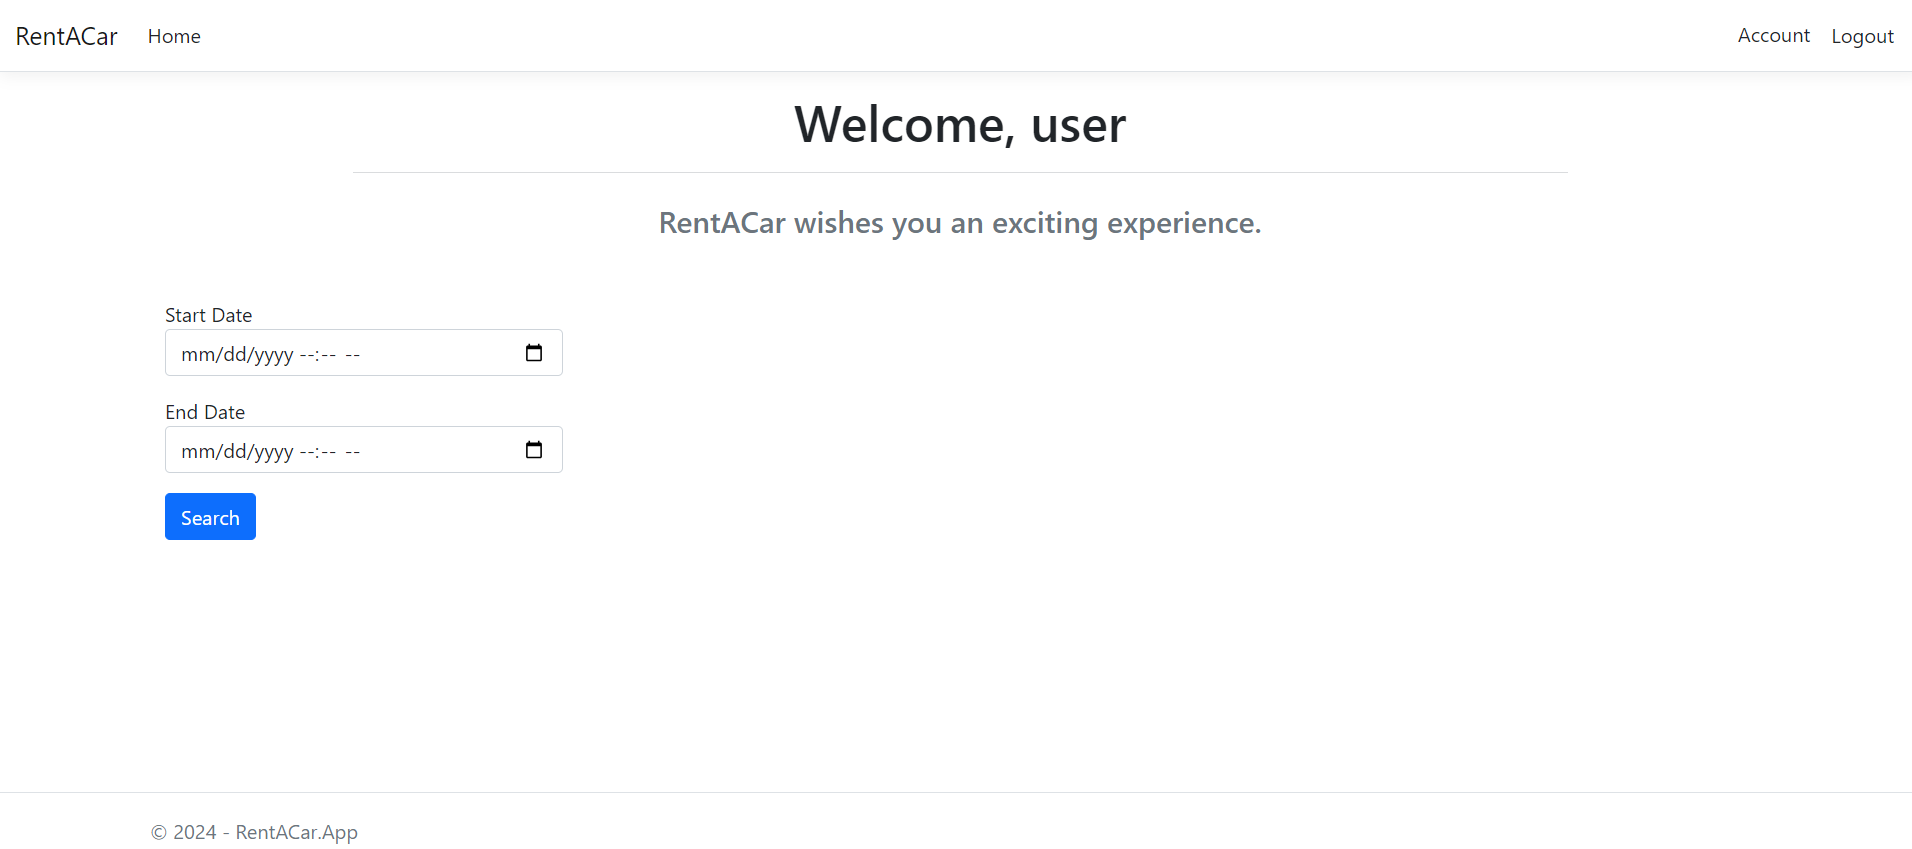 RentACar Home Account Logout
Welcome, user
RentACar wishes you an exciting experience.
Start Date
mm/dd/yyyy --:-- --
End Date
mm/dd/yyyy --:-- --
Search
© 2024 - RentACar.App